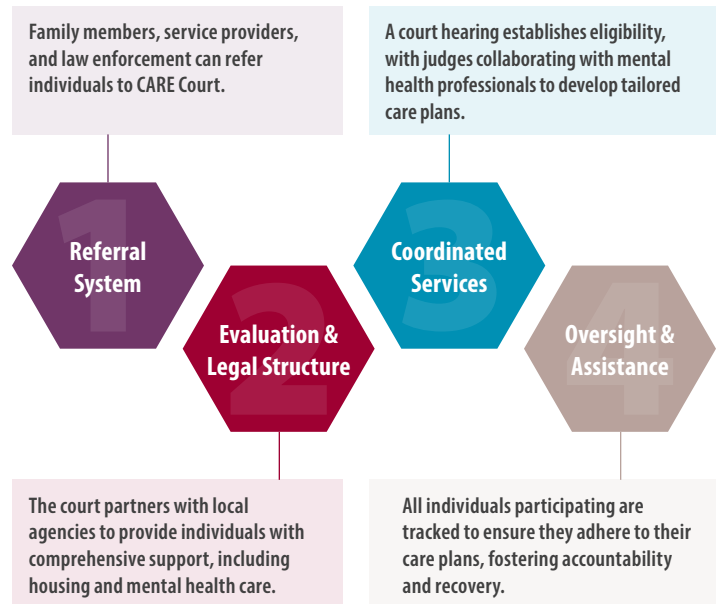 Family members, service providers,
and law enforcement can refer
individuals to CARE Court.
A court hearing establishes eligibility,
with judges collaborating with mental
health professionals to develop tailored
care plans.
1
Referral
System
2
Evaluation &
Legal Structure
3
Coordinated
Services
4
Oversight &
Assistance
The court partners with local
agencies to provide individuals with
comprehensive support, including
housing and mental health care.
All individuals participating are
tracked to ensure they adhere to their
care plans, fostering accountability
and recovery.